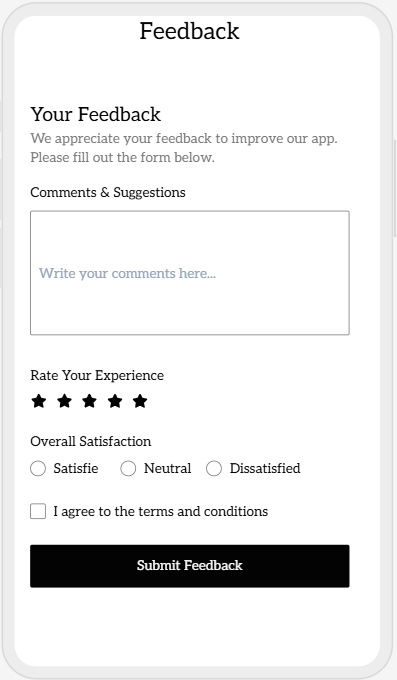 Feedback
Your Feedback
We appreciate your feedback to improve our app.
Please fill out the form below.
Comments & Suggestions
Write your comments here...
Rate Your Experience
Overall Satisfaction
Satisfie Neutral Dissatisfied
I agree to the terms and conditions
Submit Feedback